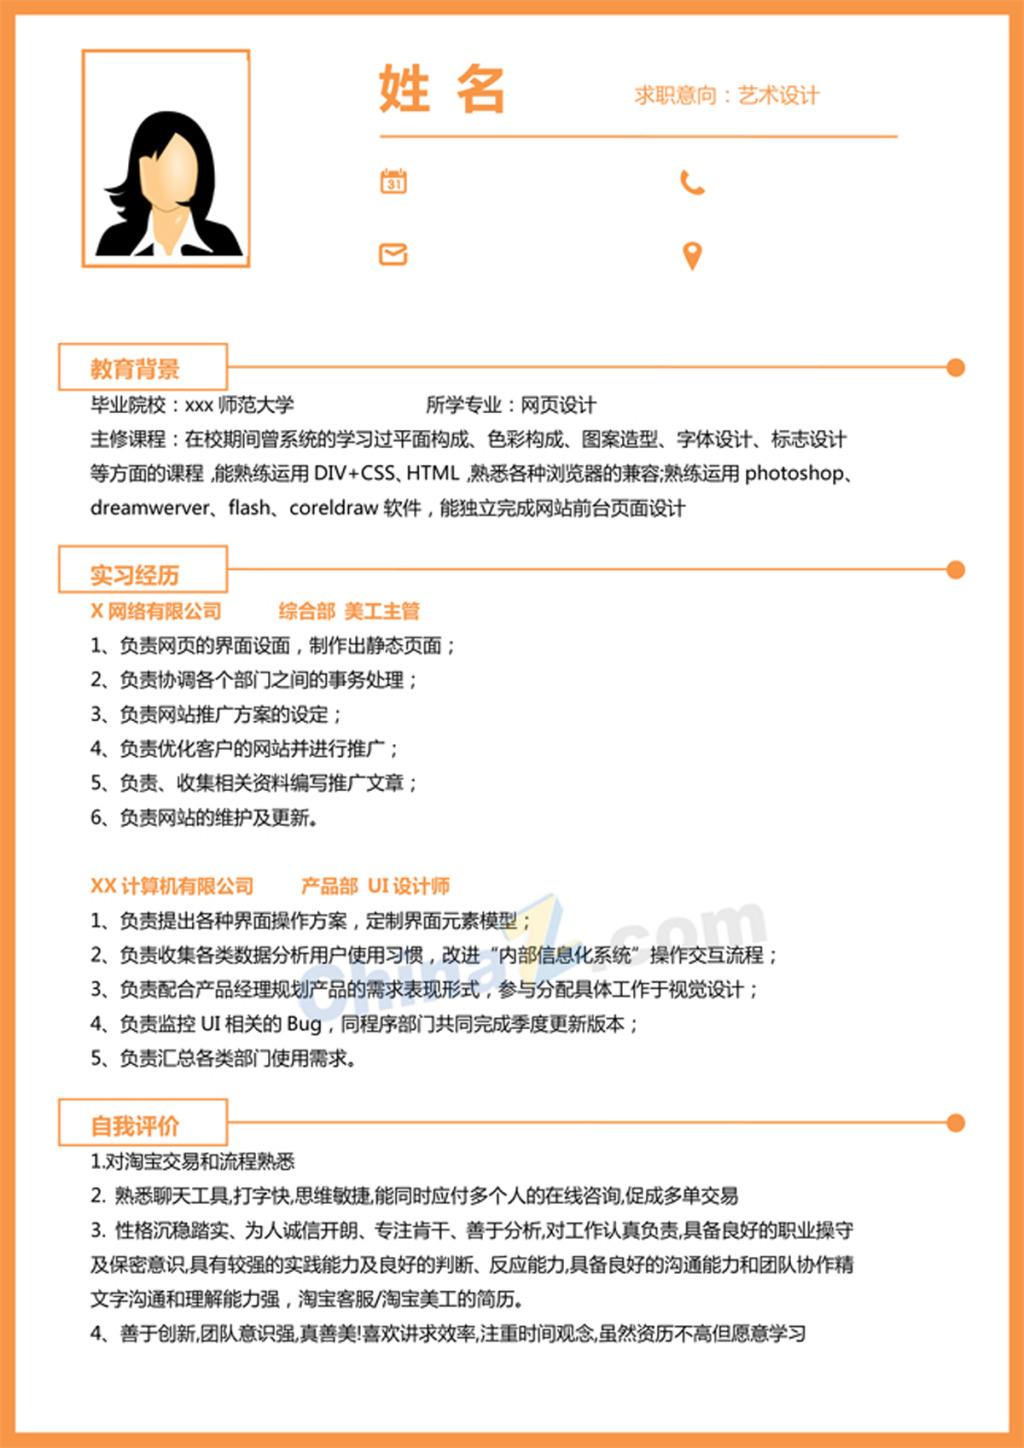 姓 名
求职意向：艺术设计
31
教育背景
毕业院校：xxx 师范大学 所学专业：网页设计
主修课程：在校期间曾系统的学习过平面构成、色彩构成、图案造型、字体设计、标志设计
等方面的课程 ,能熟练运用 DIV+CSS、HTML ,熟悉各种浏览器的兼容;熟练运用 photoshop、
dreamwerver、flash、coreldraw 软件，能独立完成网站前台页面设计
实习经历
X 网络有限公司 综合部 美工主管
1、负责网页的界面设面，制作出静态页面；
2、负责协调各个部门之间的事务处理；
3、负责网站推广方案的设定；
4、负责优化客户的网站并进行推广；
5、负责、收集相关资料编写推广文章；
6、负责网站的维护及更新。
XX 计算机有限公司 产品部 UI 设计师
1、负责提出各种界面操作方案，定制界面元素模型；
2、负责收集各类数据分析用户使用习惯，改进“内部信息化系统”操作交互流程；
3、负责配合产品经理规划产品的需求表现形式，参与分配具体工作于视觉设计；
4、负责监控 UI 相关的 Bug，同程序部门共同完成季度更新版本；
5、负责汇总各类部门使用需求。
ChinaZ.com
自我评价
1.对淘宝交易和流程熟悉
2. 熟悉聊天工具,打字快,思维敏捷,能同时应付多个人的在线咨询,促成多单交易
3. 性格沉稳踏实、为人诚信开朗、专注肯干、善于分析,对工作认真负责,具备良好的职业操守
及保密意识,具有较强的实践能力及良好的判断、反应能力,具备良好的沟通能力和团队协作精
文字沟通和理解能力强，淘宝客服/淘宝美工的简历。
4、善于创新,团队意识强,真善美!喜欢讲求效率,注重时间观念,虽然资历不高但愿意学习